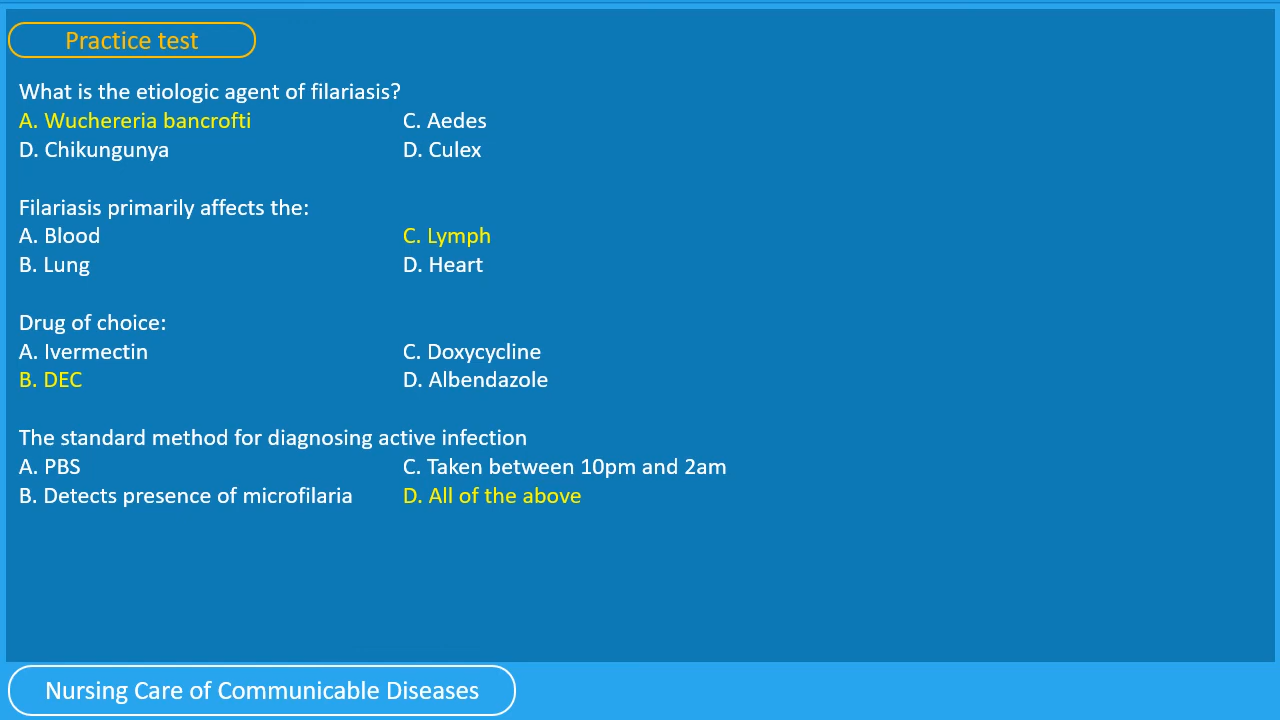 Practice test
What is the etiologic agent of filariasis?
A. Wuchereria bancrofti C. Aedes
D. Chikungunya D. Culex
Filariasis primarily affects the:
A. Blood C. Lymph
B. Lung D. Heart
Drug of choice:
A. Ivermectin C. Doxycycline
B. DEC D. Albendazole
The standard method for diagnosing active infection
A. PBS C. Taken between 10pm and 2am
B. Detects presence of microfilaria D. All of the above
Nursing Care of Communicable Diseases